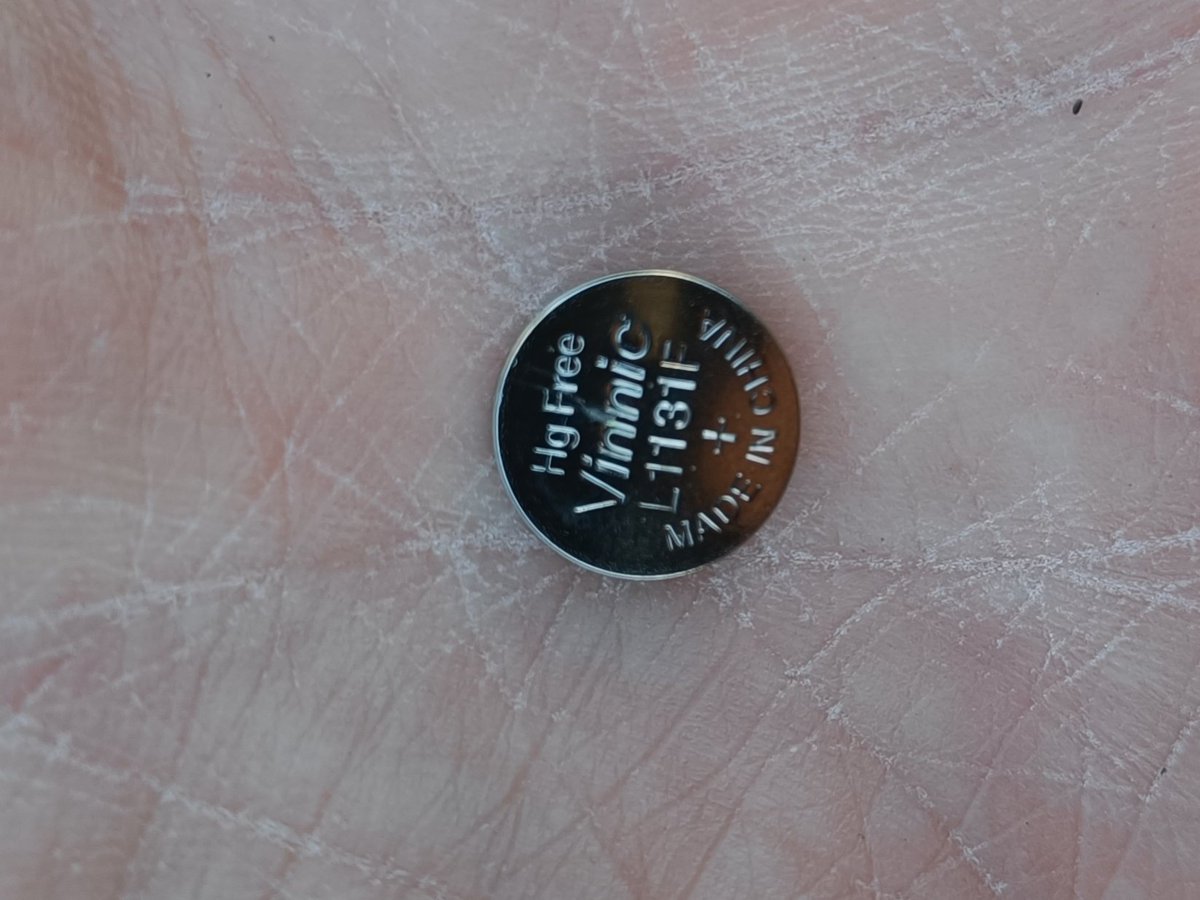 Hg Free
Vinnic
L1131F
+
MADE IN CHINA